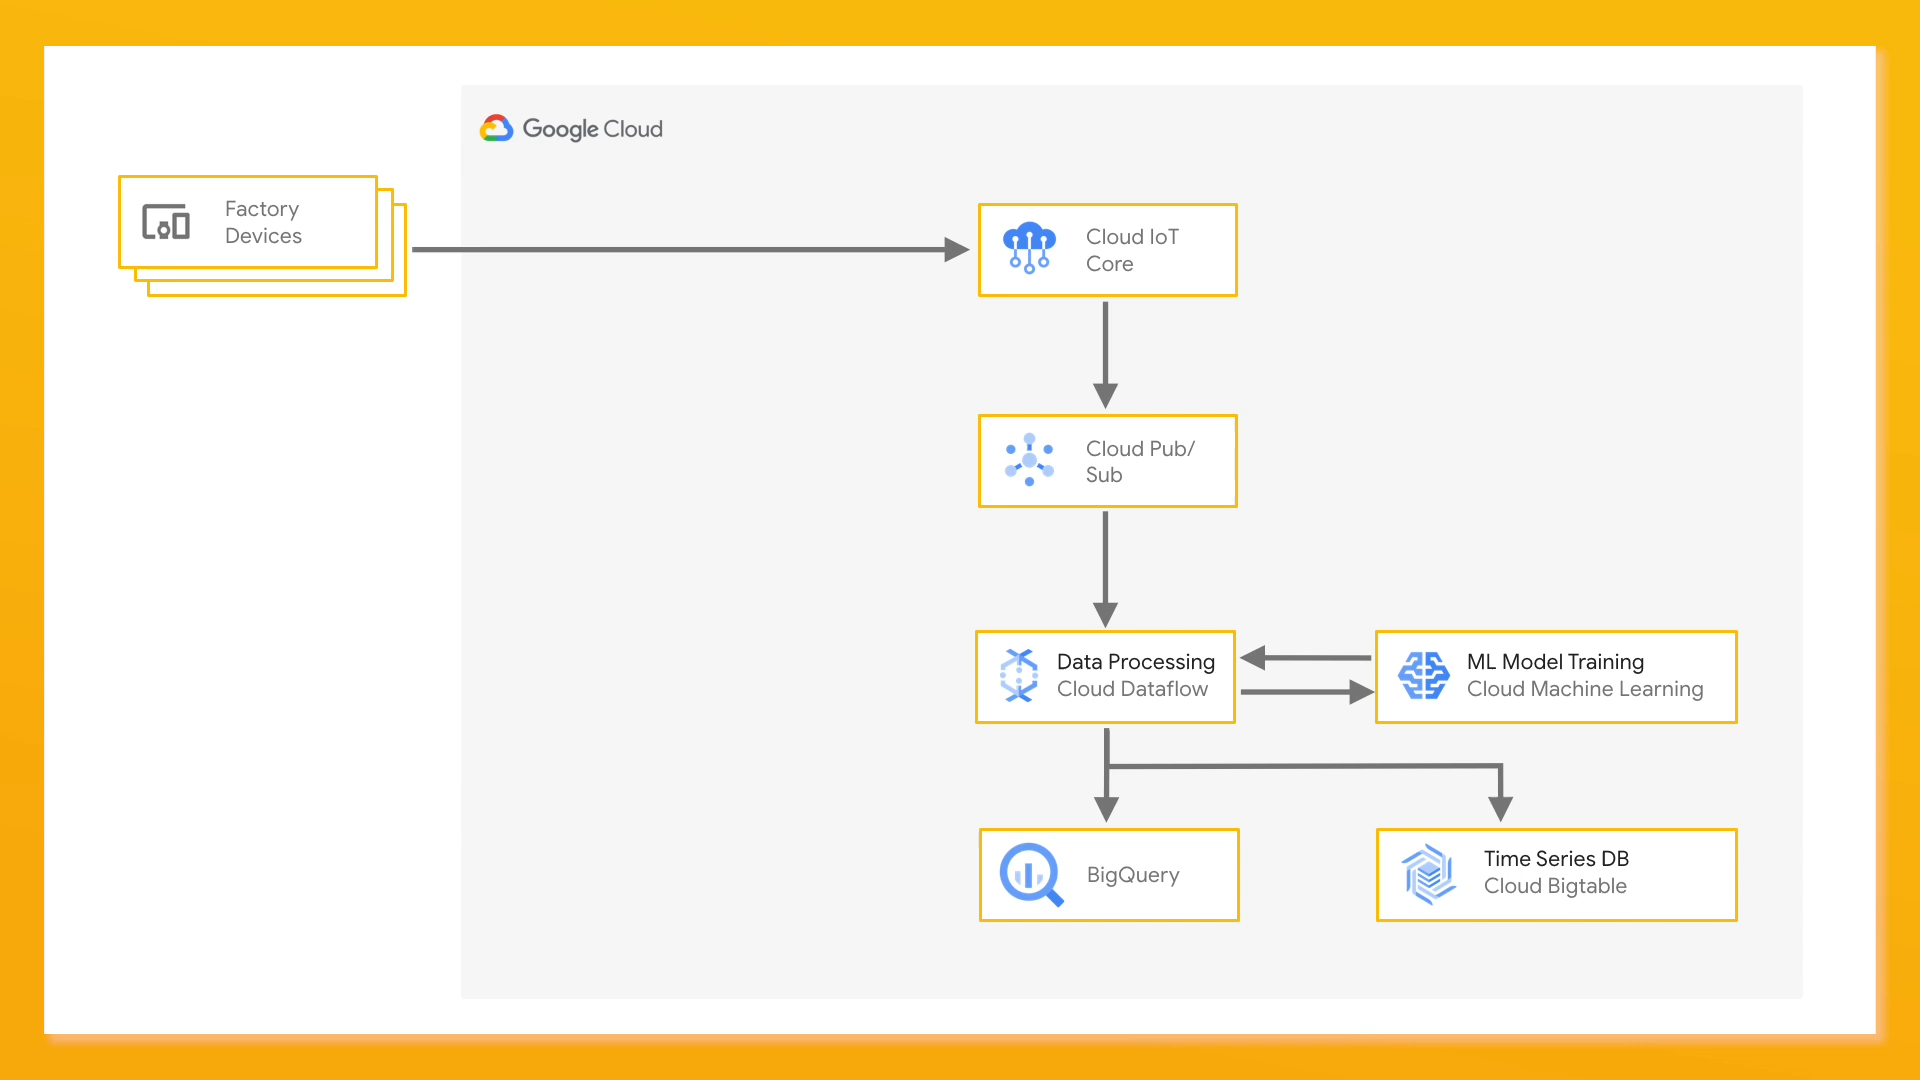 Google Cloud
Factory
Devices
Cloud IoT
Core
Cloud Pub/
Sub
Data Processing
Cloud Dataflow
ML Model Training
Cloud Machine Learning
BigQuery
Time Series DB
Cloud Bigtable